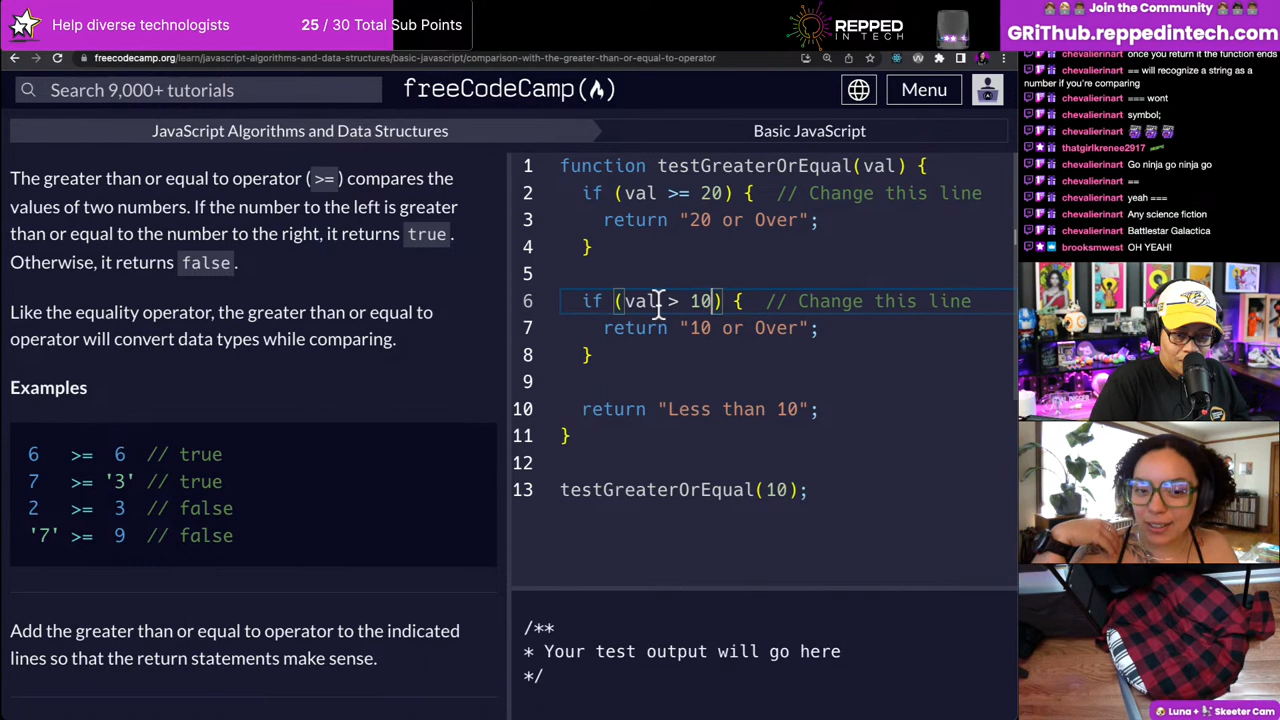 Help diverse technologists
25 / 30 Total Sub Points
REPPED
IN TECH
Join the Community
GRiThub.reppedintech.com
freecodecamp.org/learn/javascript-algorithms-and-data-structures/basic-javascript/comparison-with-the-greater-than-or-equal-to-operator
Search 9,000+ tutorials
freeCodeCamp
Menu
JavaScript Algorithms and Data Structures
Basic JavaScript
The greater than or equal to operator ( >= ) compares the
values of two numbers. If the number to the left is greater
than or equal to the number to the right, it returns true.
Otherwise, it returns false.
Like the equality operator, the greater than or equal to
operator will convert data types while comparing.
Examples
6 >= 6 // true
7 >= '3' // true
2 >= 3 // false
'7' >= 9 // false
Add the greater than or equal to operator to the indicated
lines so that the return statements make sense.
1 function testGreaterOrEqual(val) {
2 if (val >= 20) { // Change this line
3 return "20 or Over";
4 }
5
6 if (val > 10) { // Change this line
7 return "10 or Over";
8 }
9
10 return "Less than 10";
11 }
12
13 testGreaterOrEqual(10);
/**
* Your test output will go here
*/
chevalierinart once you return it the function ends
chevalierinart == will recognize a string as a
number if you're comparing
chevalierinart === wont
chevalierinart symbol;
chevalierinart
thatgirlkrenee2917
chevalierinart Go ninja go ninja go
chevalierinart ==
chevalierinart yeah ===
chevalierinart Any science fiction
chevalierinart Battlestar Galactica
brooksmwest OH YEAH!
Luna + Skeeter Cam